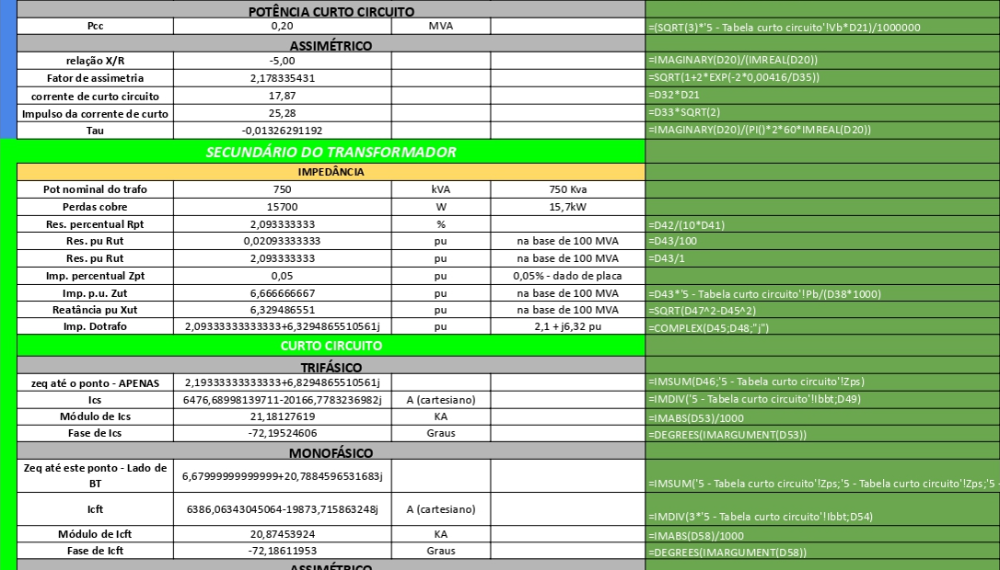 POTÊNCIA CURTO CIRCUITO
Pcc 0,20 MVA =(SQRT(3)*'5 - Tabela curto circuito'!Vb*D21)/1000000
ASSIMÉTRICO
relação X/R -5,00 =IMAGINARY(D20)/(IMREAL(D20))
Fator de assimetria 2,178335431 =SQRT(1+2*EXP(-2*0,00416/D35))
corrente de curto circuito 17,87 =D32*D21
Impulso da corrente de curto 25,28 =D33*SQRT(2)
Tau -0,01326291192 =IMAGINARY(D20)/(PI()*2*60*IMREAL(D20))
SECUNDÁRIO DO TRANSFORMADOR
IMPEDÂNCIA
Pot nominal do trafo 750 kVA 750 Kva
Perdas cobre 15700 W 15,7kW
Res. percentual Rpt 2,093333333 % =D42/(10*D41)
Res. pu Rut 0,02093333333 pu na base de 100 MVA =D43/100
Res. pu Rut 2,093333333 pu na base de 100 MVA =D43/1
Imp. percentual Zpt 0,05 pu 0,05% - dado de placa
Imp. p.u. Zut 6,666666667 pu na base de 100 MVA =D43*'5 - Tabela curto circuito'!Pb/(D38*1000)
Reatância pu Xut 6,329486551 pu na base de 100 MVA =SQRT(D47^2-D45^2)
Imp. Dotrafo 2,09333333333333+6,3294865510561j pu 2,1 + j6,32 pu =COMPLEX(D45;D48;"j")
CURTO CIRCUITO
TRIFÁSICO
zeq até o ponto - APENAS 2,19333333333333+6,8294865510561j =IMSUM(D46;'5 - Tabela curto circuito'!Zps)
Ics 6476,68998139711-20166,7783236982j A (cartesiano) =IMDIV('5 - Tabela curto circuito'!Ibbt;D49)
Módulo de Ics 21,18127619 KA =IMABS(D53)/1000
Fase de Ics -72,19524606 Graus =DEGREES(IMARGUMENT(D53))
MONOFÁSICO
Zeq até este ponto - Lado de
BT 6,67999999999999+20,7884596531683j =IMSUM('5 - Tabela curto circuito'!Zps;'5 - Tabela curto circuito'!Zps;'5 -
Icft 6386,06343045064-19873,715863248j A (cartesiano) =IMDIV(3*'5 - Tabela curto circuito'!Ibbt;D54)
Módulo de Icft 20,87453924 KA =IMABS(D58)/1000
Fase de Icft -72,18611953 Graus =DEGREES(IMARGUMENT(D58))
ASSIMÉTRICO